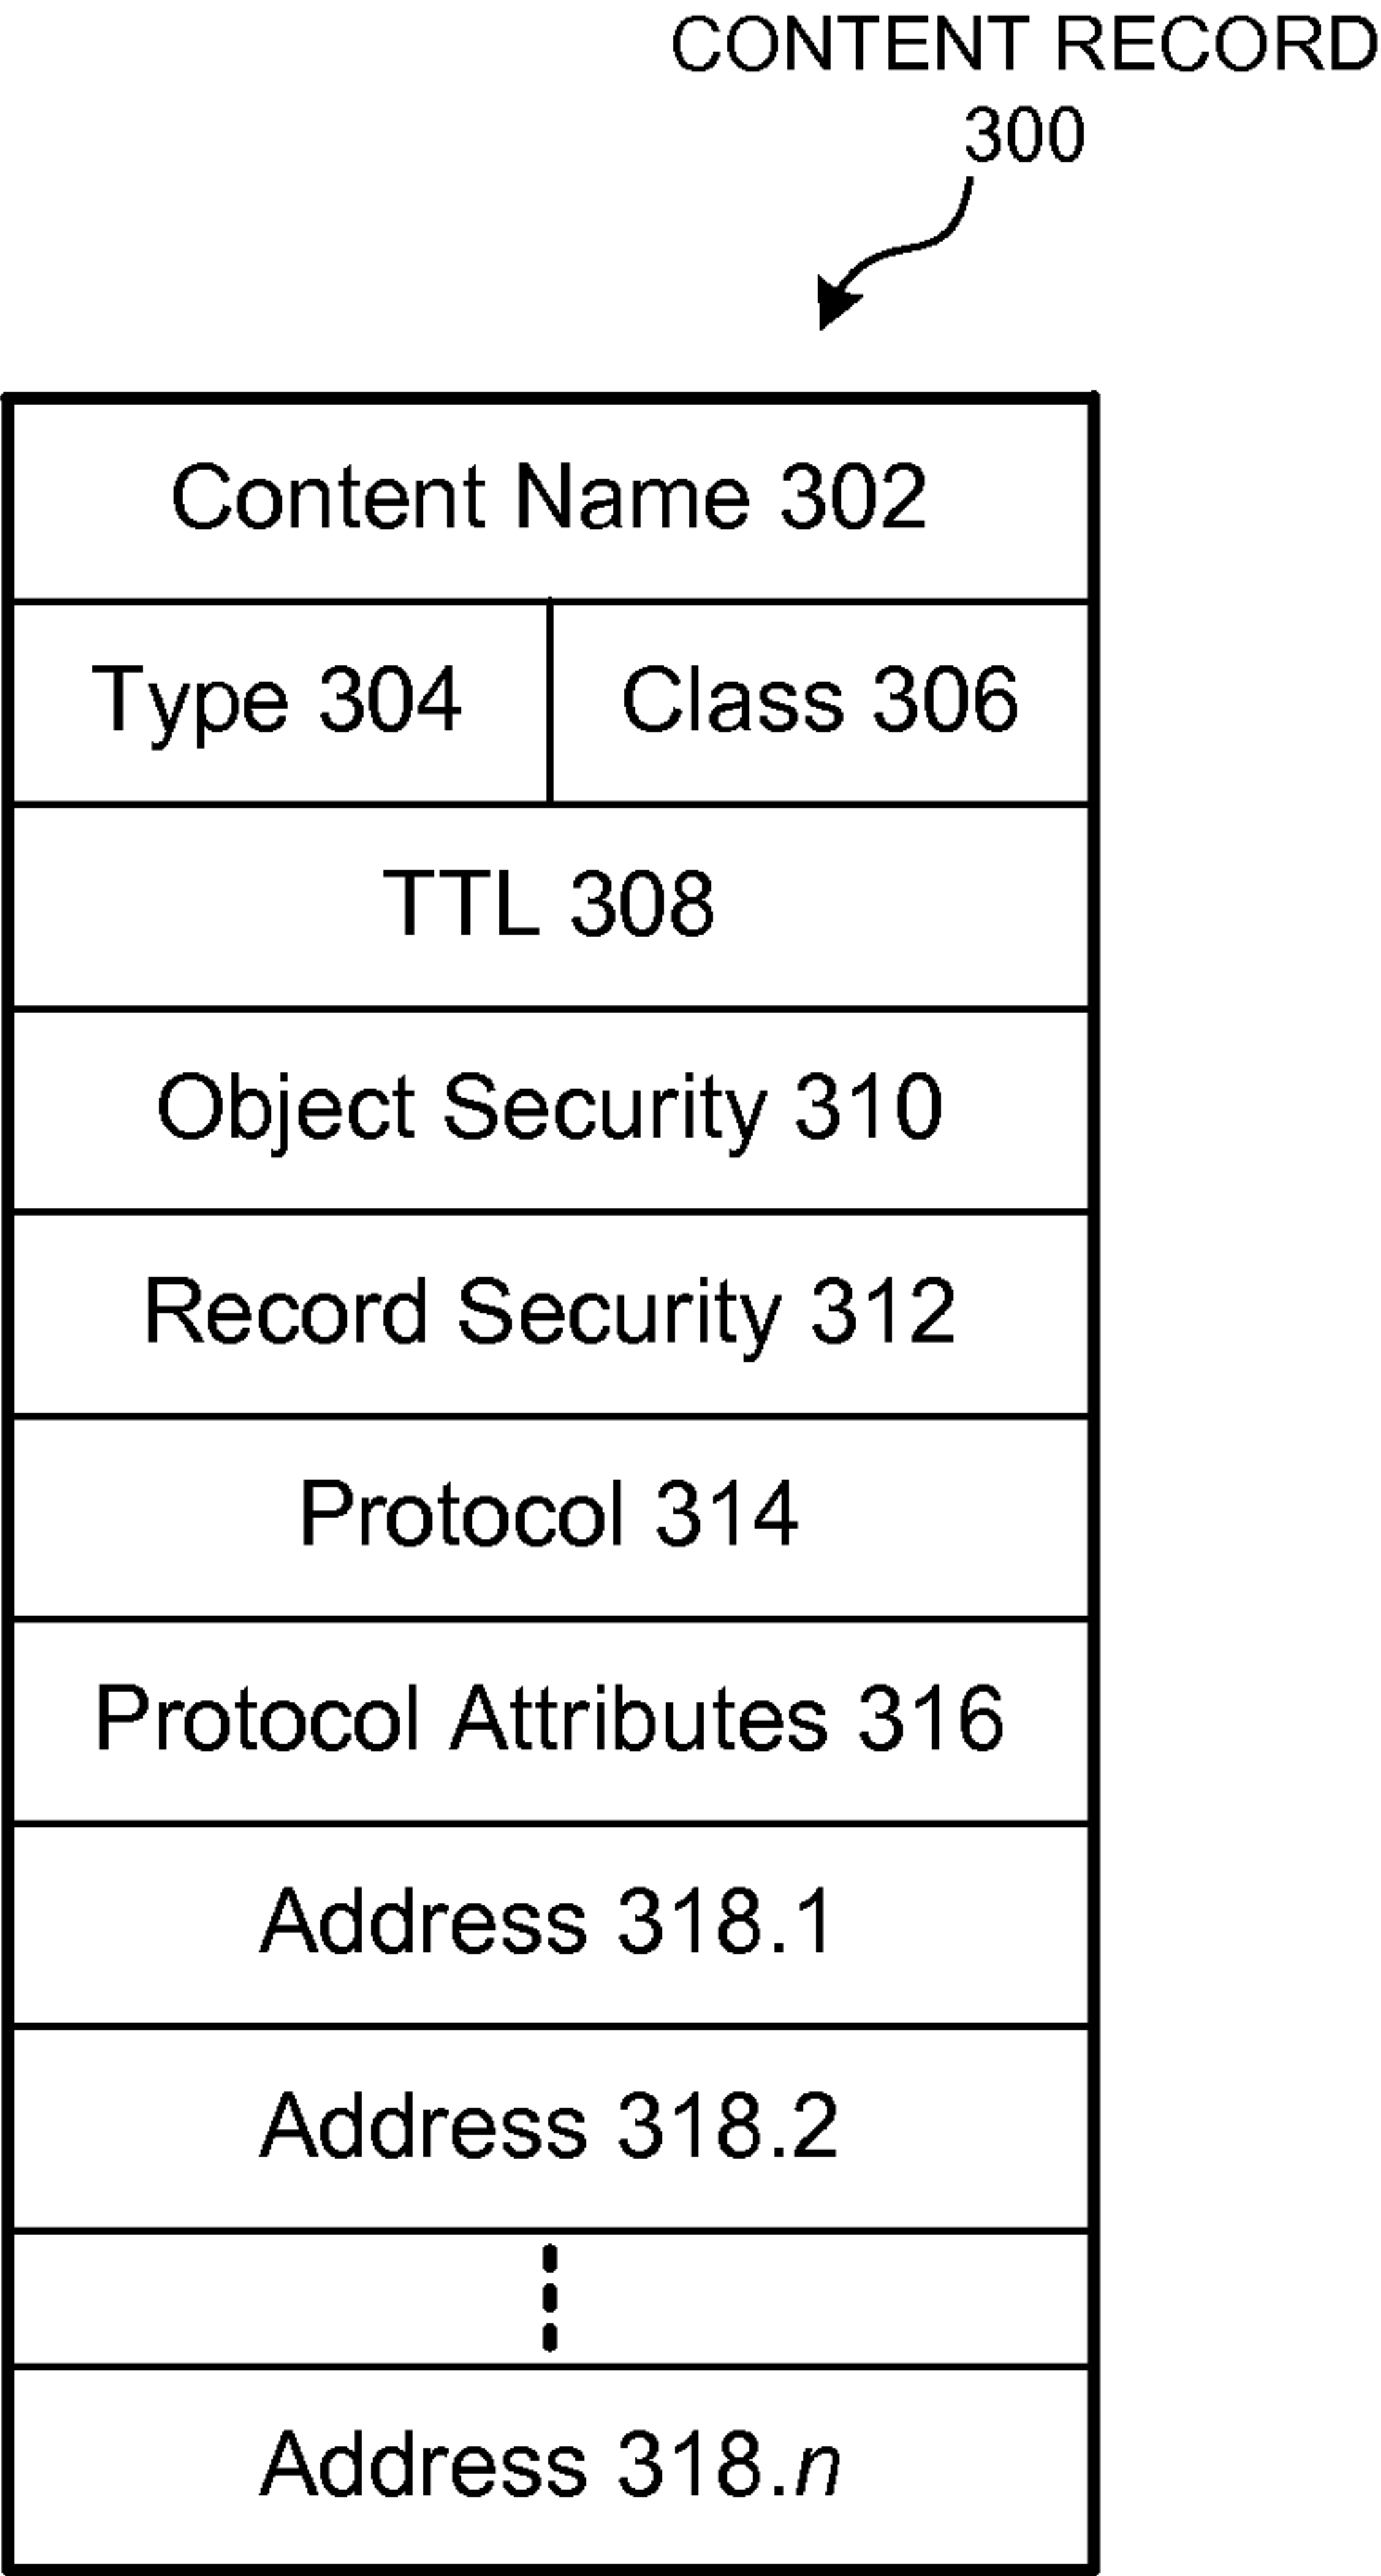 CONTENT RECORD
300
Content Name 302
Type 304 Class 306
TTL 308
Object Security 310
Record Security 312
Protocol 314
Protocol Attributes 316
Address 318.1
Address 318.2
Address 318.n